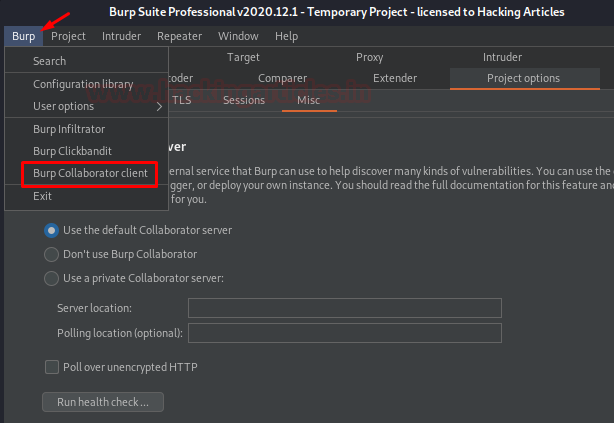 Burp Suite Professional v2020.12.1 - Temporary Project - licensed to Hacking Articles
Burp Project Intruder Repeater Window Help
Search
Configuration library
User options
Burp Infiltrator
Burp Clickbandit
Burp Collaborator client
Exit
Target Proxy Intruder
coder Comparer Extender Project options
TLS Sessions Misc
ver
ernal service that Burp can use to help discover many kinds of vulnerabilities. You can use the
gger, or deploy your own instance. You should read the full documentation for this feature and
for you.
Use the default Collaborator server
Don't use Burp Collaborator
Use a private Collaborator server:
Server location:
Polling location (optional):
Poll over unencrypted HTTP
Run health check ...